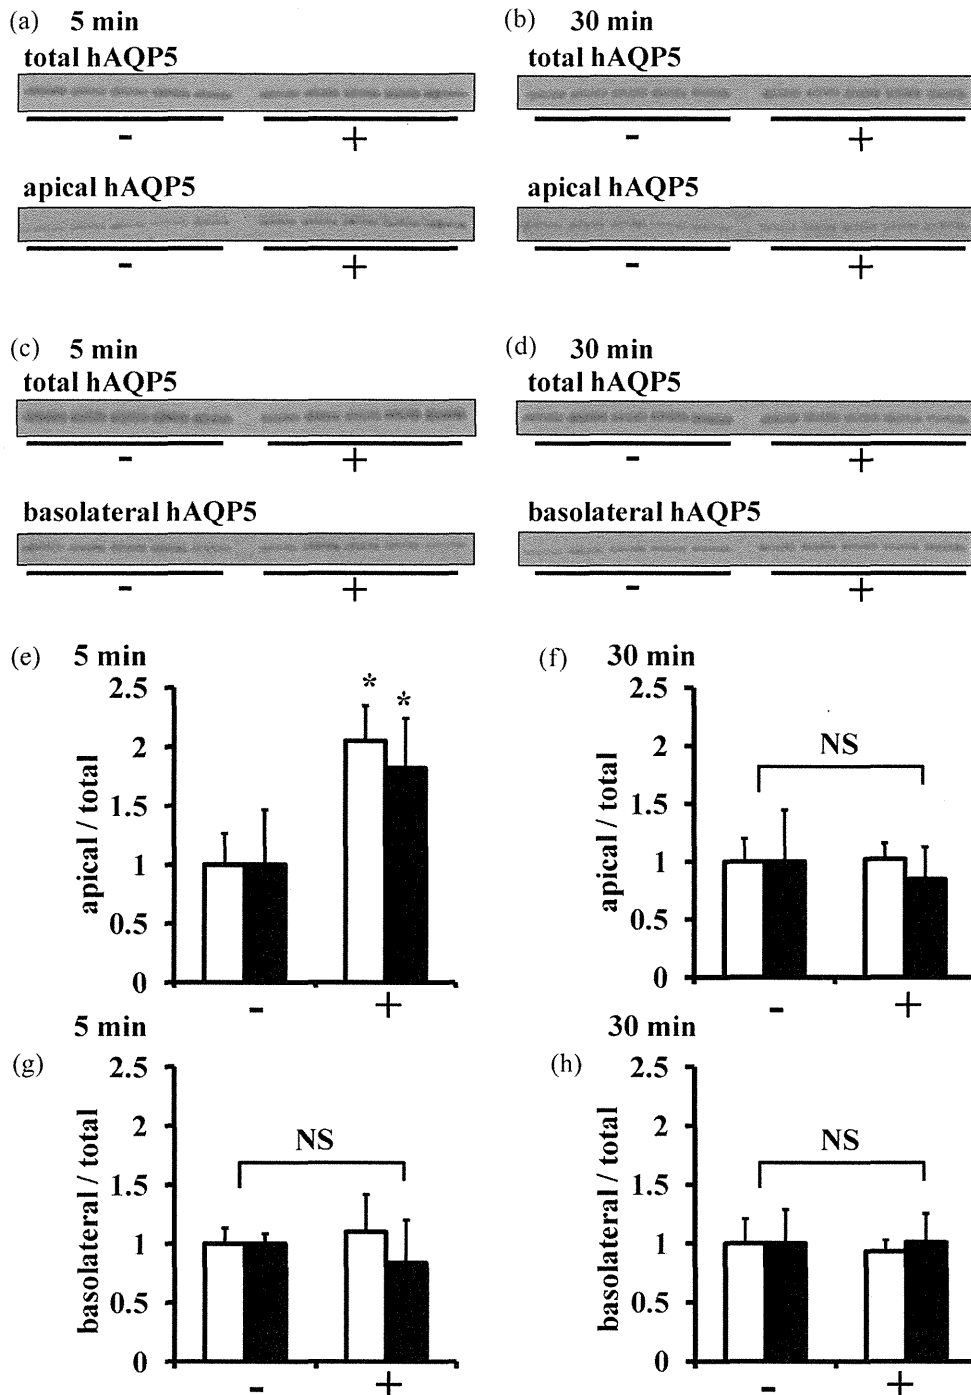 (a) 5 min
total hAQP5
- +
apical hAQP5
- +
(b) 30 min
total hAQP5
- +
apical hAQP5
- +
(c) 5 min
total hAQP5
- +
basolateral hAQP5
- +
(d) 30 min
total hAQP5
- +
basolateral hAQP5
- +
(e) 5 min
apical / total
2.5
2
1.5
1
0.5
0
* *
- +
(f) 30 min
apical / total
2.5
2
1.5
1
0.5
0
NS
- +
(g) 5 min
basolateral / total
2.5
2
1.5
1
0.5
0
NS
- +
(h) 30 min
basolateral / total
2.5
2
1.5
1
0.5
0
NS
- +